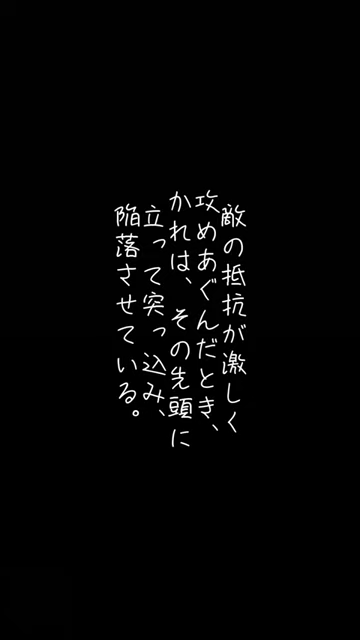 敵の抵抗が激しく
攻めあぐんだとき、
かれは、その先頭に
立って突っ込み、
陥落させている。